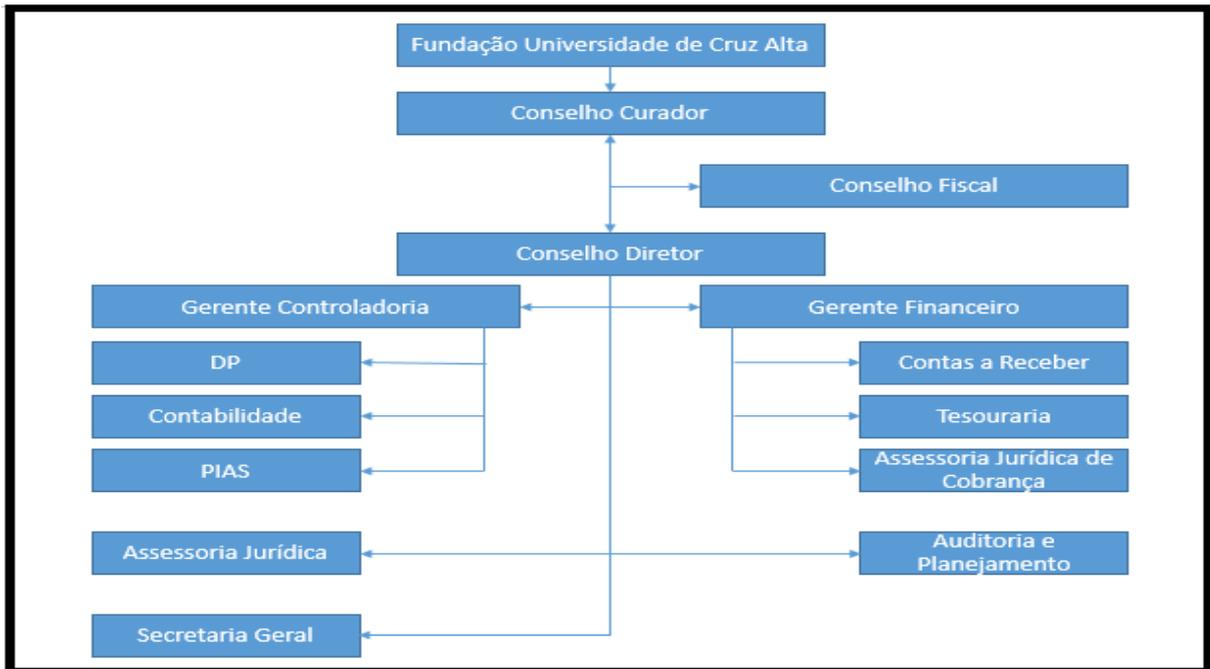 Fundação Universidade de Cruz Alta
Conselho Curador
Conselho Fiscal
Conselho Diretor
Gerente Controladoria
Gerente Financeiro
DP
Contas a Receber
Contabilidade
Tesouraria
PIAS
Assessoria Jurídica de
Cobrança
Assessoria Jurídica
Auditoria e
Planejamento
Secretaria Geral